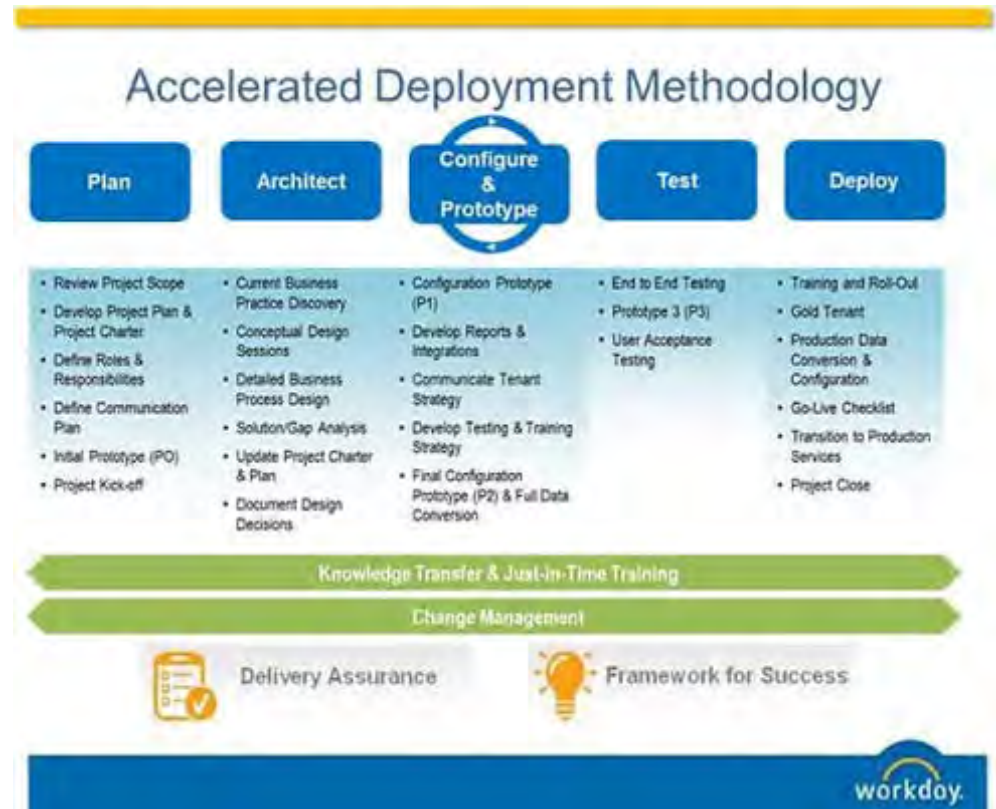 Accelerated Deployment Methodology
Plan
Architect
Configure
&
Prototype
Test
Deploy
• Review Project Scope
• Develop Project Plan &
Project Charter
• Define Roles &
Responsibilities
• Define Communication
Plan
• Initial Prototype (PO)
• Project Kick-off
• Current Business
Practice Discovery
• Conceptual Design
Sessions
• Detailed Business
Process Design
• Solution/Gap Analysis
• Update Project Charter
& Plan
• Document Design
Decisions
• Configuration Prototype
(P1)
• Develop Reports &
Integrations
• Communicate Tenant
Strategy
• Develop Testing & Training
Strategy
• Final Configuration
Prototype (P2) & Full Data
Conversion
• End to End Testing
• Prototype 3 (P3)
• User Acceptance
Testing
• Training and Roll-Out
• Gold Tenant
• Production Data
Conversion &
Configuration
• Go-Live Checklist
• Transition to Production
Services
• Project Close
Knowledge Transfer & Just-in-Time Training
Change Management
Delivery Assurance
Framework for Success
workday.